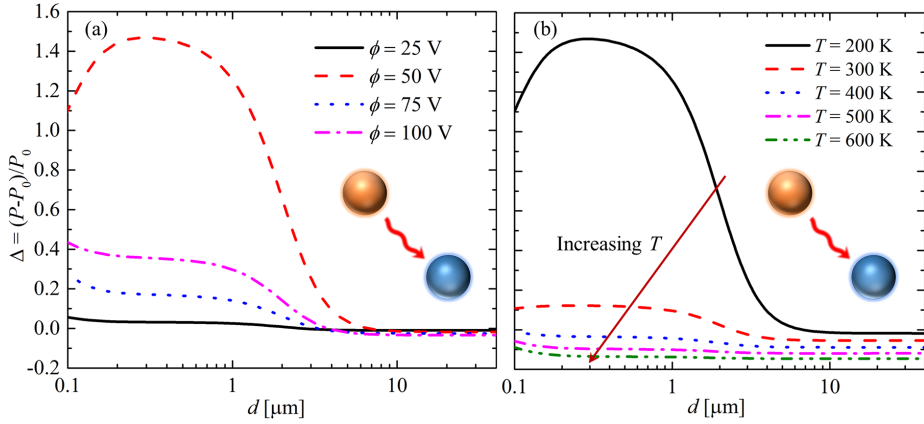 (a)
ϕ = 25 V
ϕ = 50 V
ϕ = 75 V
ϕ = 100 V
Δ = (P-P₀)/P₀
1.6
1.4
1.2
1.0
0.8
0.6
0.4
0.2
0.0
-0.2
0.1
1
10
d [μm]
(b)
T = 200 K
T = 300 K
T = 400 K
T = 500 K
T = 600 K
Increasing T
0.1
1
10
d [μm]